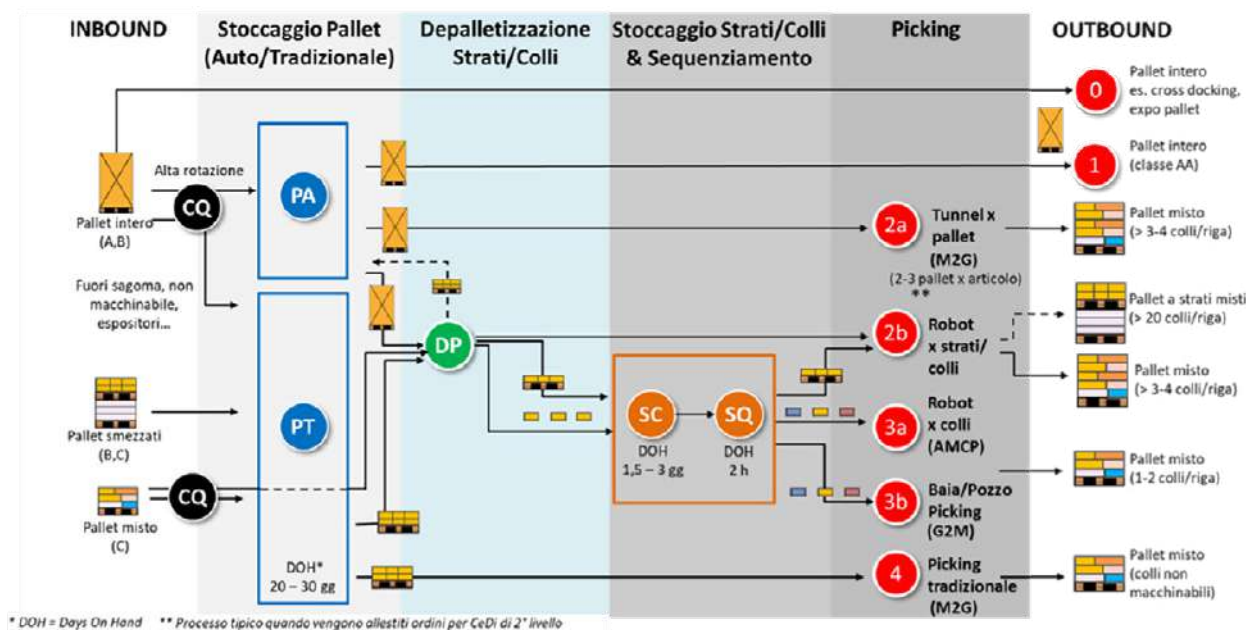 INBOUND
Stoccaggio Pallet
(Auto/Tradizionale)
Depalletizzazione
Strati/Colli
Stoccaggio Strati/Colli
& Sequenziamento
Picking
OUTBOUND
0
Pallet intero
es. cross docking,
expo pallet
Alta rotazione
CQ
PA
1
Pallet intero
(classe AA)
Pallet intero
(A,B)
2a
Tunnel x
pallet
(M2G)
(2-3 pallet x articolo)
**
Pallet misto
(> 3-4 colli/riga)
Fuori sagoma, non
macchinabile,
espositori...
DP
2b
Robot
x strati/
colli
Pallet a strati misti
(> 20 colli/riga)
Pallet misto
(> 3-4 colli/riga)
Pallet smezzati
(B,C)
PT
SC
SQ
DOH
1,5 – 3 gg
DOH
2 h
3a
Robot
x colli
(AMCP)
Pallet misto
(1-2 colli/riga)
CQ
Pallet misto
(C)
3b
Baia/Pozzo
Picking
(G2M)
DOH*
20 – 30 gg
4
Picking
tradizionale
(M2G)
Pallet misto
(colli non
macchinabili)
* DOH = Days On Hand ** Processo tipico quando vengono allestiti ordini per CeDi di 2° livello